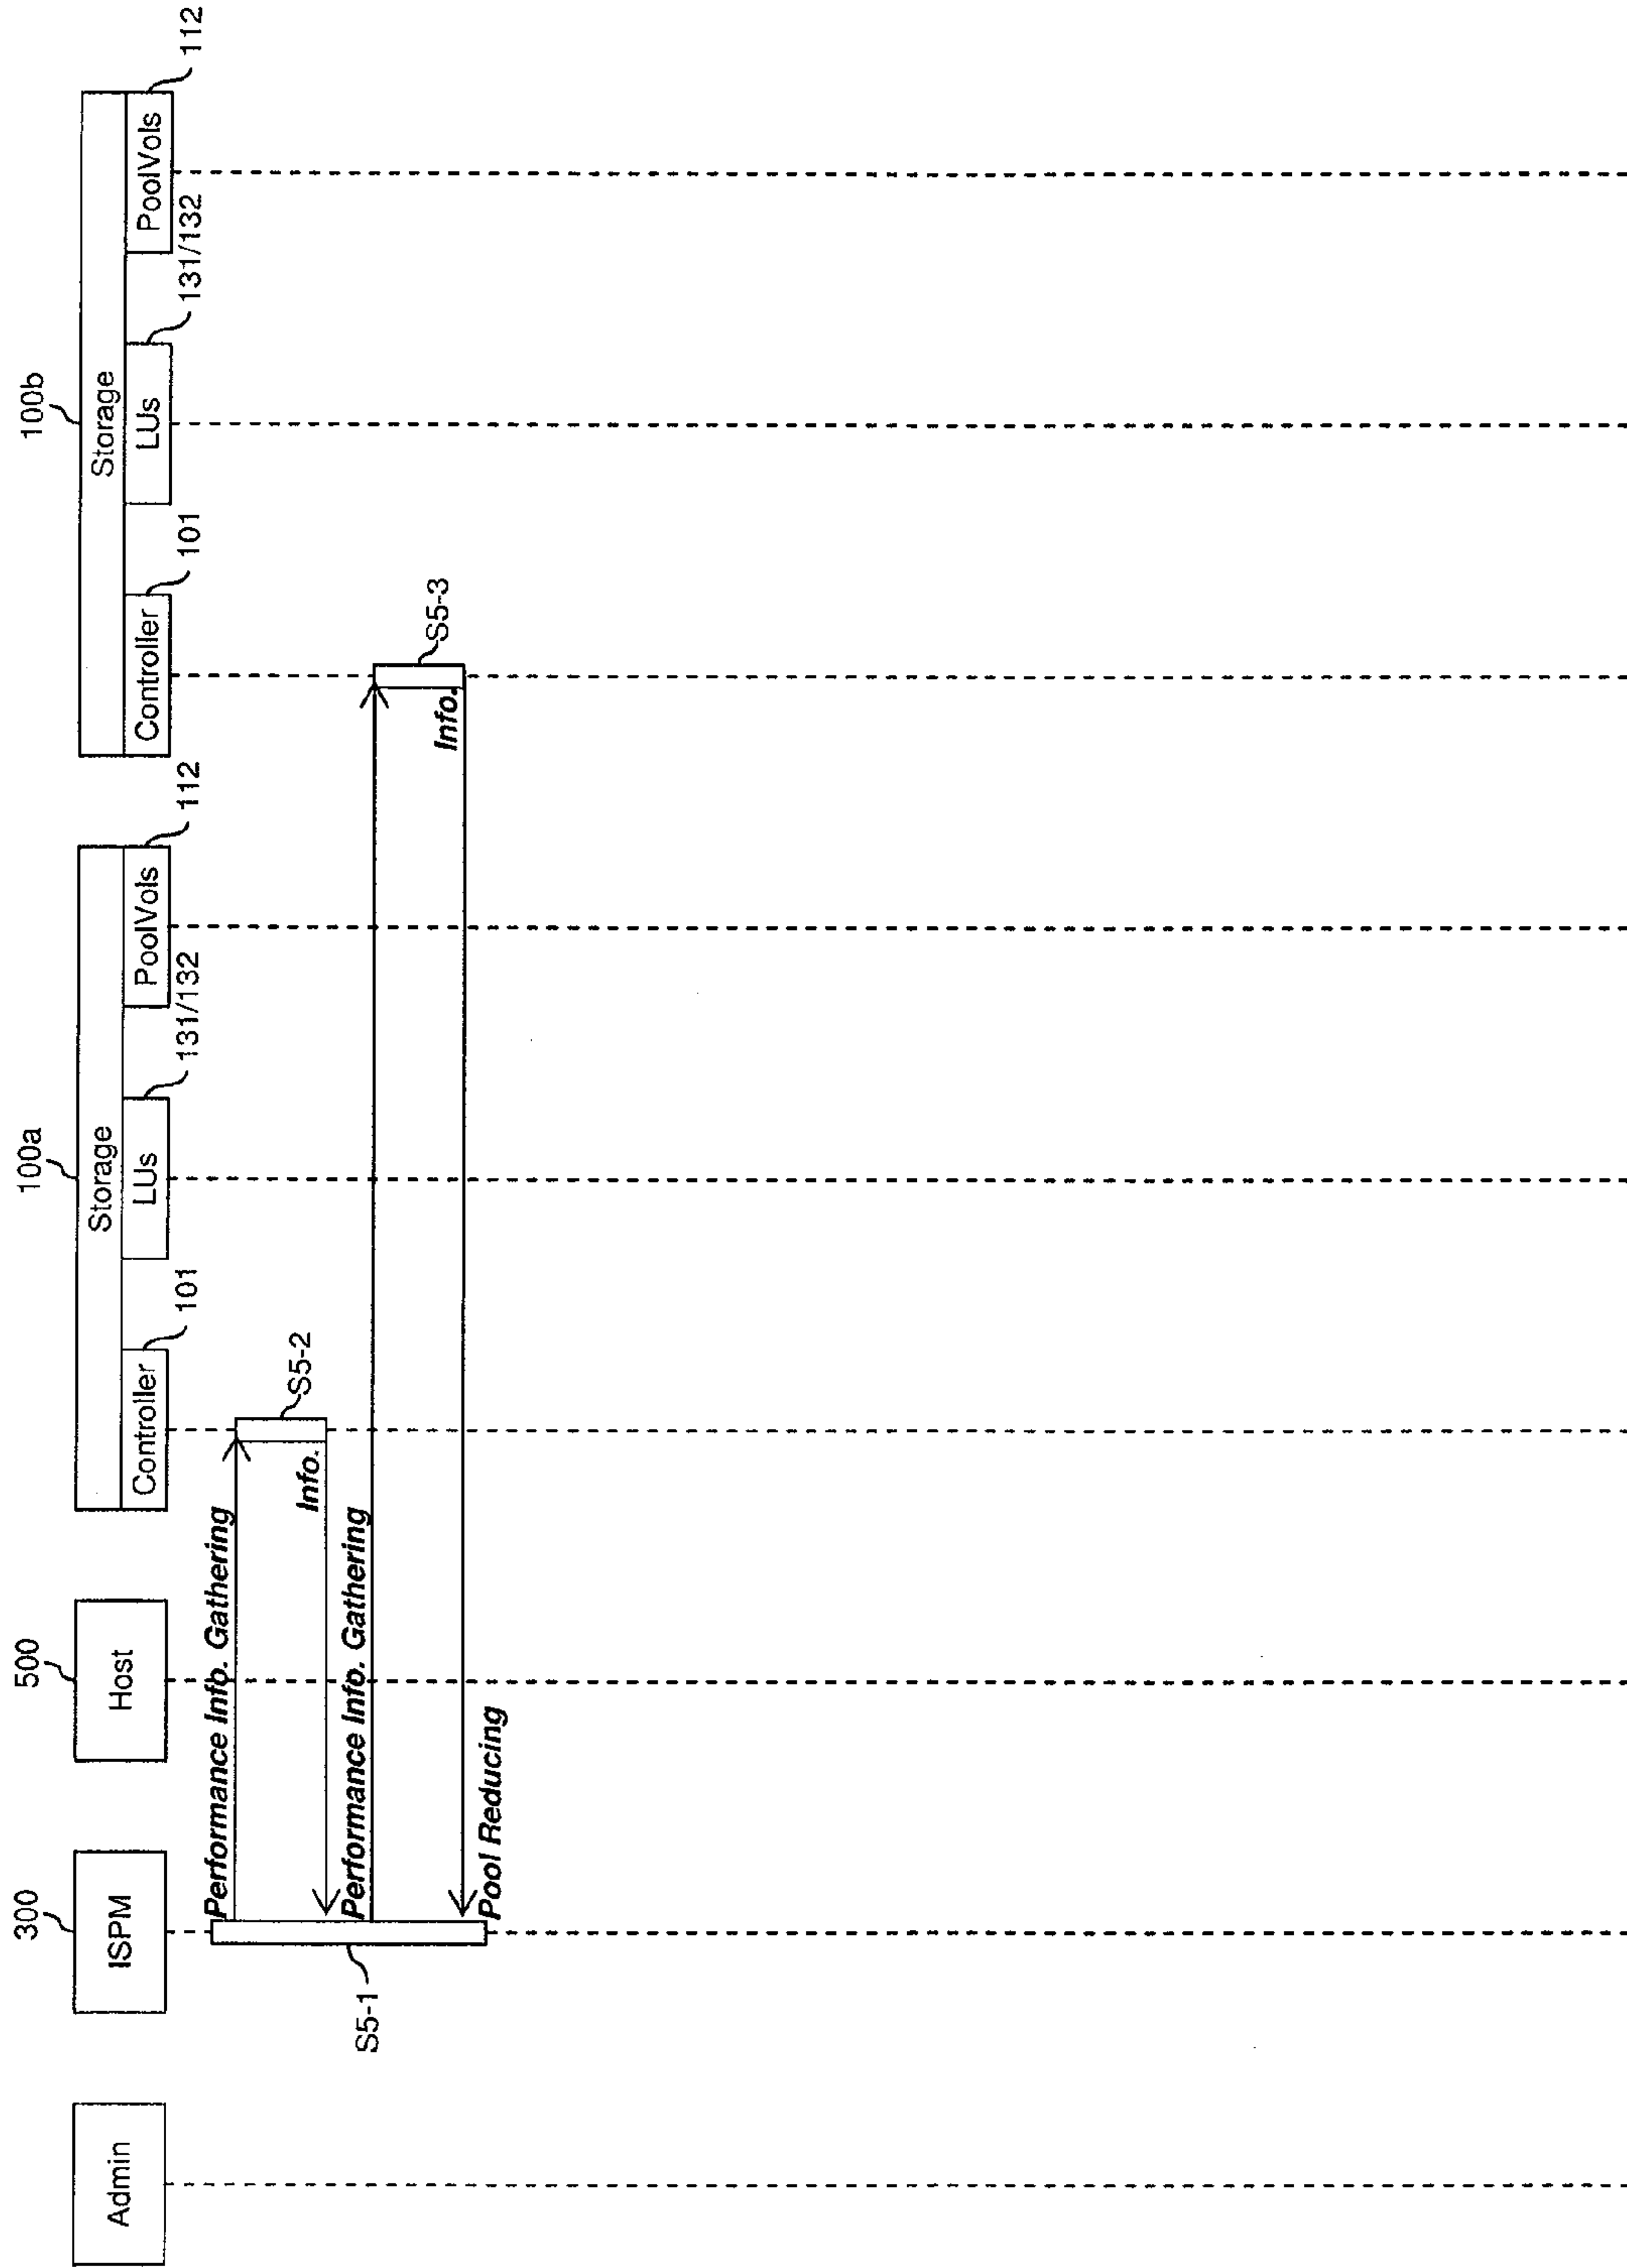 300
500
100a
100b
Admin
ISPM
Host
Storage
Storage
Controller
LUs
PoolVols
Controller
LUs
PoolVols
101
131/132
112
101
131/132
112
Performance Info. Gathering
S5-2
Info.
Performance Info. Gathering
S5-1
S5-3
Info.
Pool Reducing